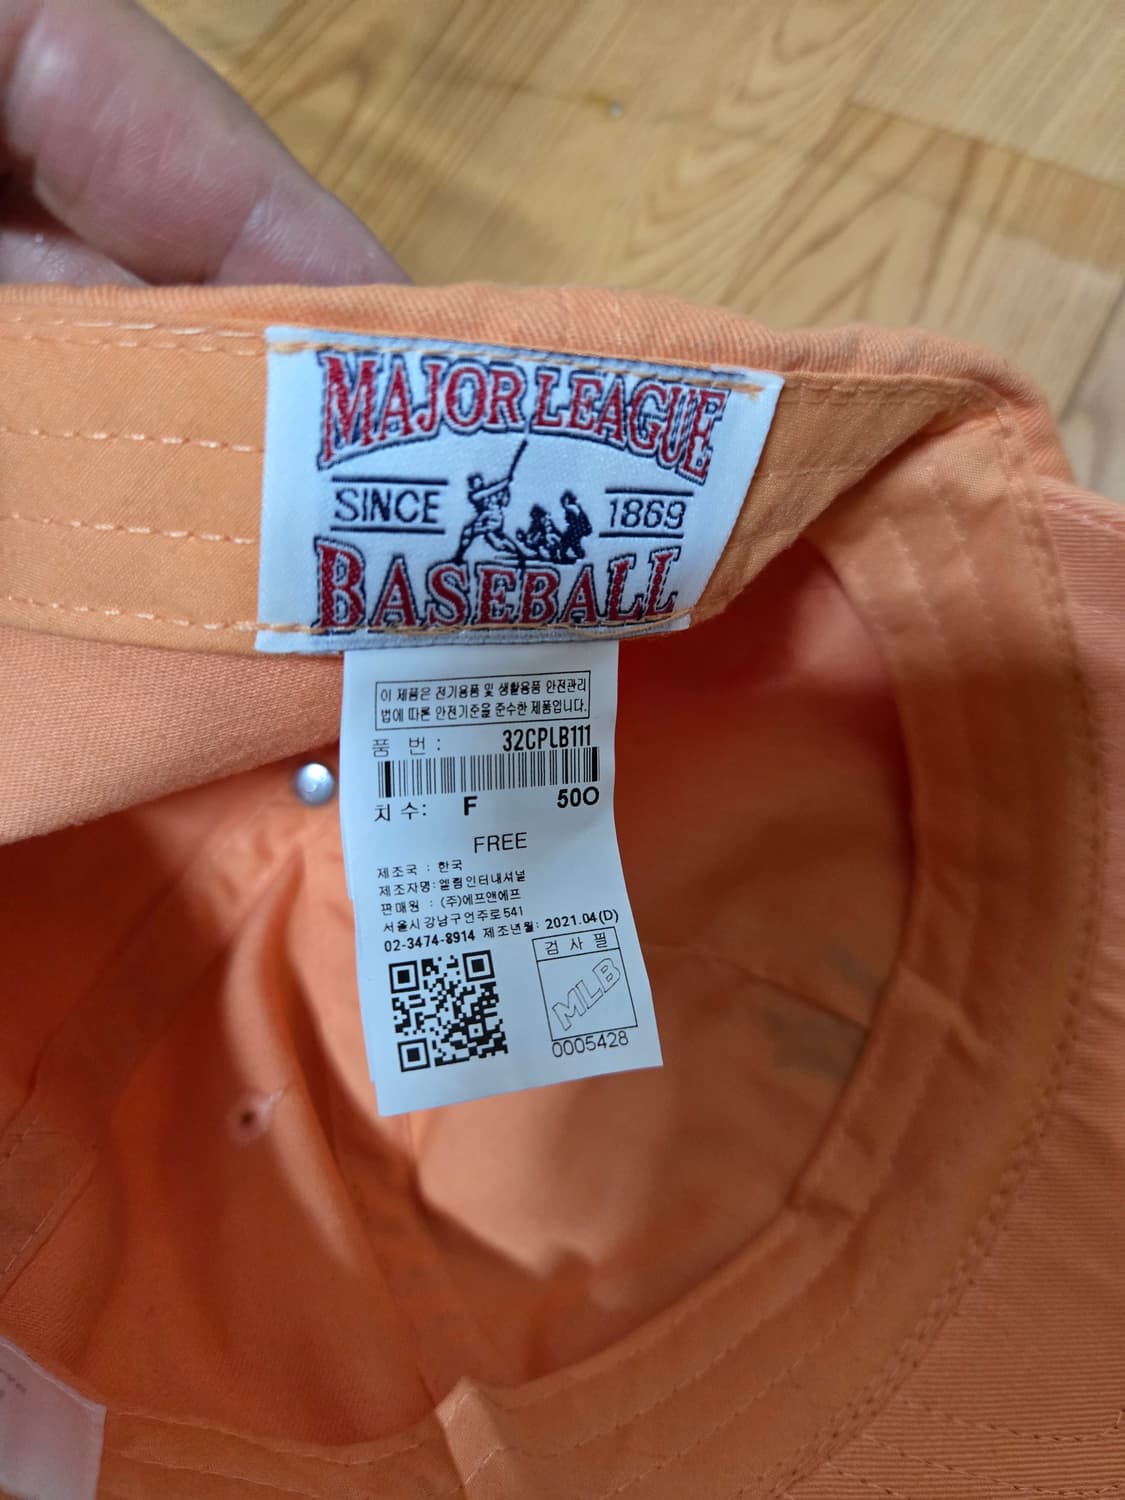 MAJOR LEAGUE
SINCE 1869
BASEBALL
이 제품은 전기용품 및 생활용품 안전관리
법에 따른 안전기준을 준수한 제품입니다.
품 번 : 32CPLB111
치 수: F 50O
FREE
제조국 : 한국
제조자명: 엘림인터내셔널
판매원 : (주)에프앤에프
서울시 강남구 언주로 541
02-3474-8914 제조년월: 2021.04(D)
검 사 필
MLB
0005428